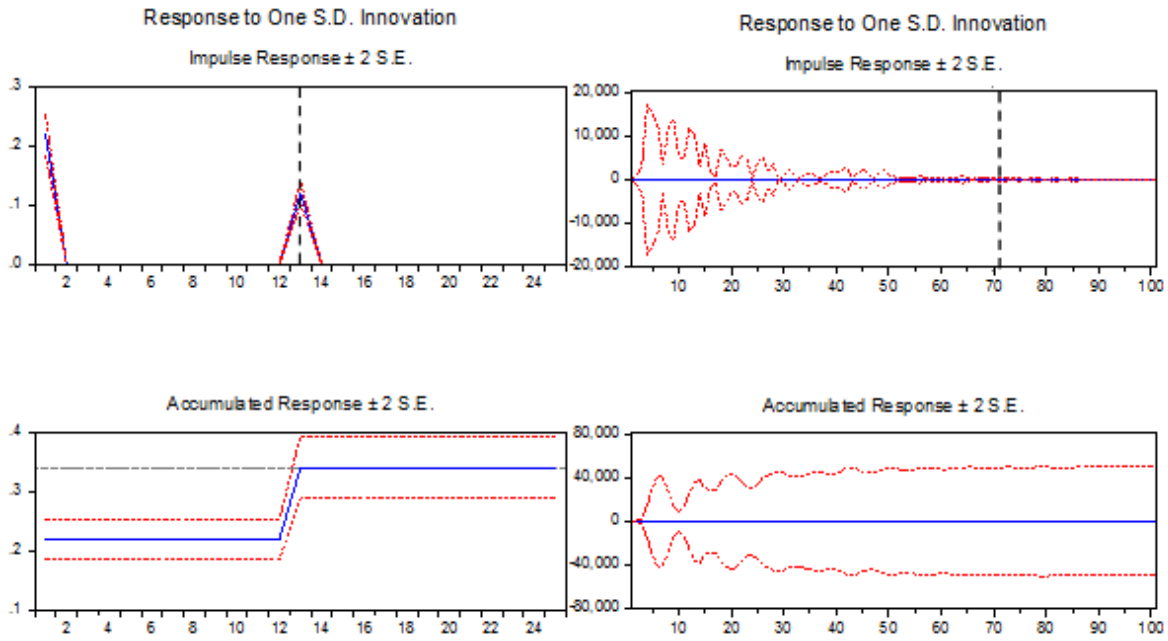 Response to One S.D. Innovation
Impulse Response ± 2 S.E.
.3
.2
.1
.0
2 4 6 8 10 12 14 16 18 20 22 24
Response to One S.D. Innovation
Impulse Response ± 2 S.E.
20,000
10,000
0
-10,000
-20,000
10 20 30 40 50 60 70 80 90 100
Accumulated Response ± 2 S.E.
.4
.3
.2
.1
2 4 6 8 10 12 14 16 18 20 22 24
Accumulated Response ± 2 S.E.
80,000
40,000
0
-40,000
-80,000
10 20 30 40 50 60 70 80 90 100